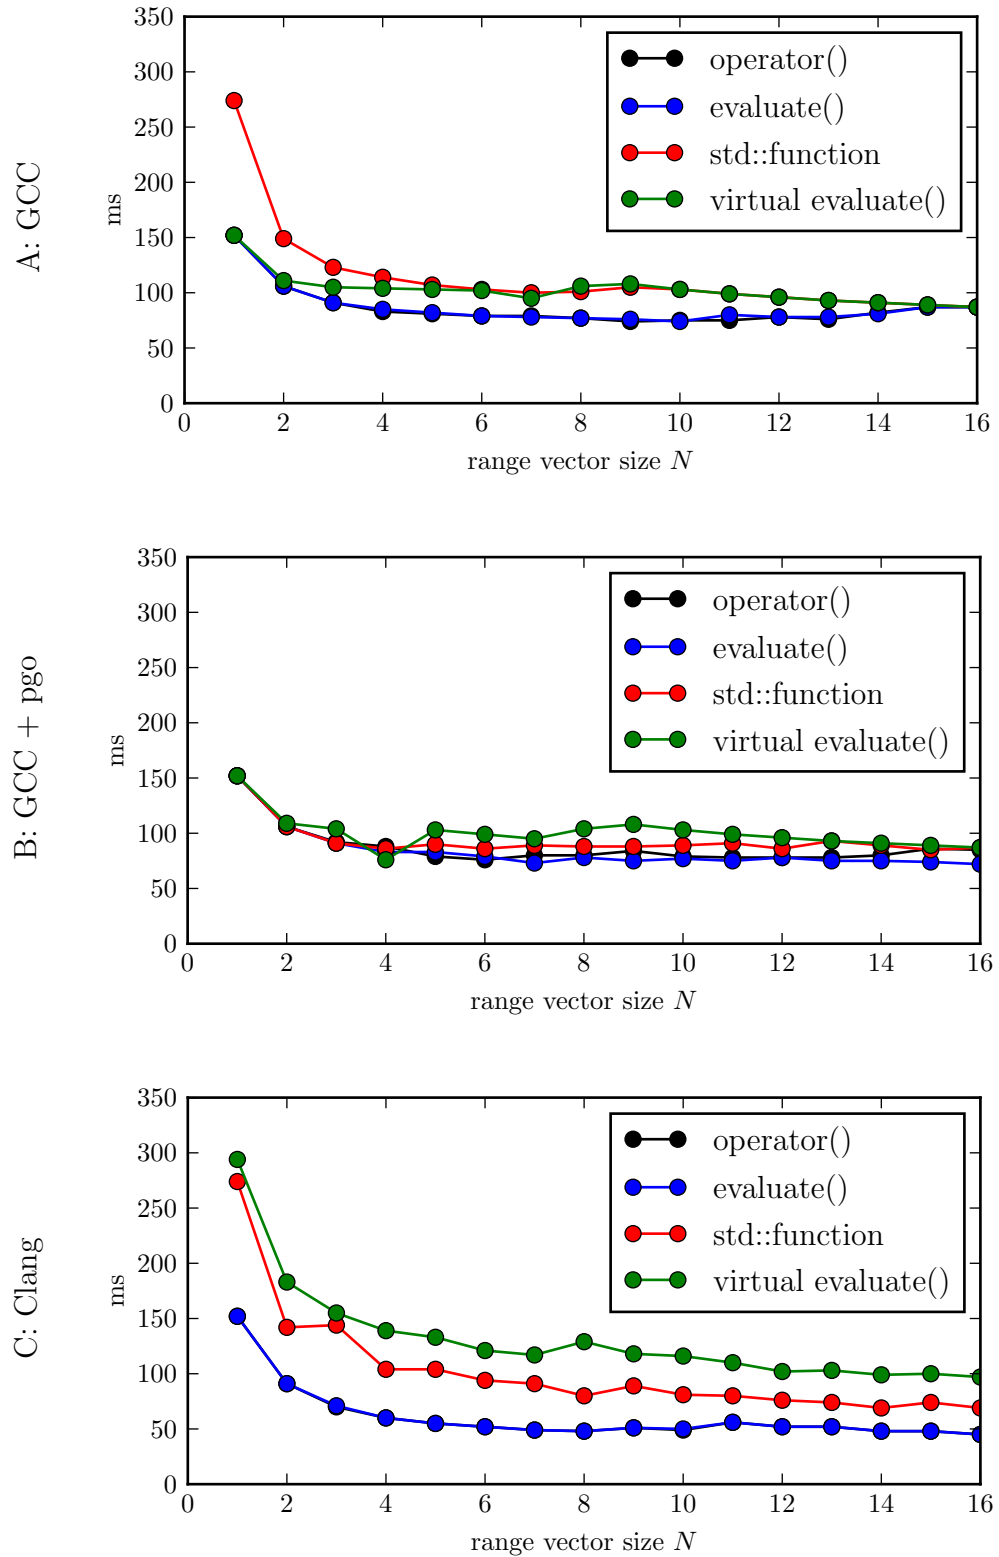 A: GCC
ms
350
300
250
200
150
100
50
0
operator()
evaluate()
std::function
virtual evaluate()
0 2 4 6 8 10 12 14 16
range vector size N
B: GCC + pgo
ms
350
300
250
200
150
100
50
0
operator()
evaluate()
std::function
virtual evaluate()
0 2 4 6 8 10 12 14 16
range vector size N
C: Clang
ms
350
300
250
200
150
100
50
0
operator()
evaluate()
std::function
virtual evaluate()
0 2 4 6 8 10 12 14 16
range vector size N